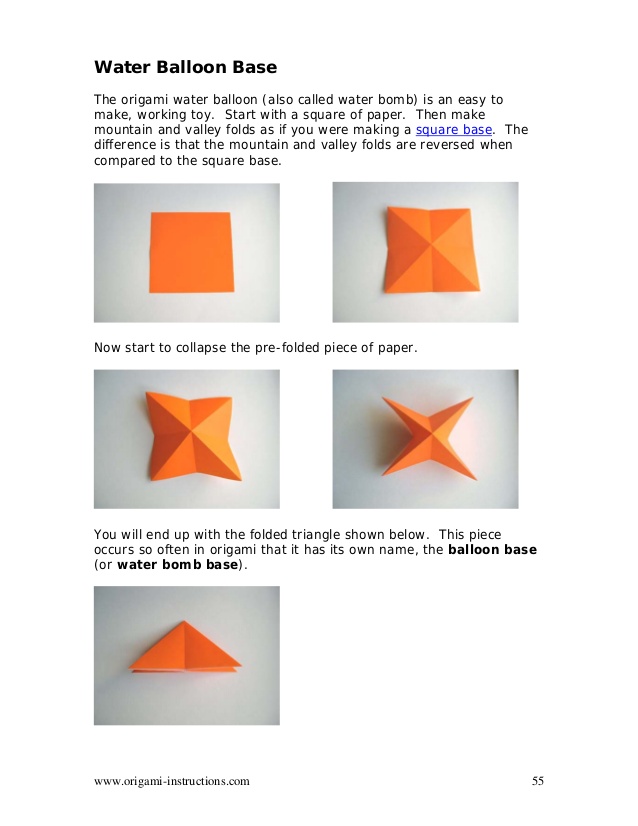 Water Balloon Base
The origami water balloon (also called water bomb) is an easy to
make, working toy.  Start with a square of paper.  Then make
mountain and valley folds as if you were making a square base.  The
difference is that the mountain and valley folds are reversed when
compared to the square base.
Now start to collapse the pre-folded piece of paper.
You will end up with the folded triangle shown below.  This piece
occurs so often in origami that it has its own name, the balloon base
(or water bomb base).
www.origami-instructions.com 55